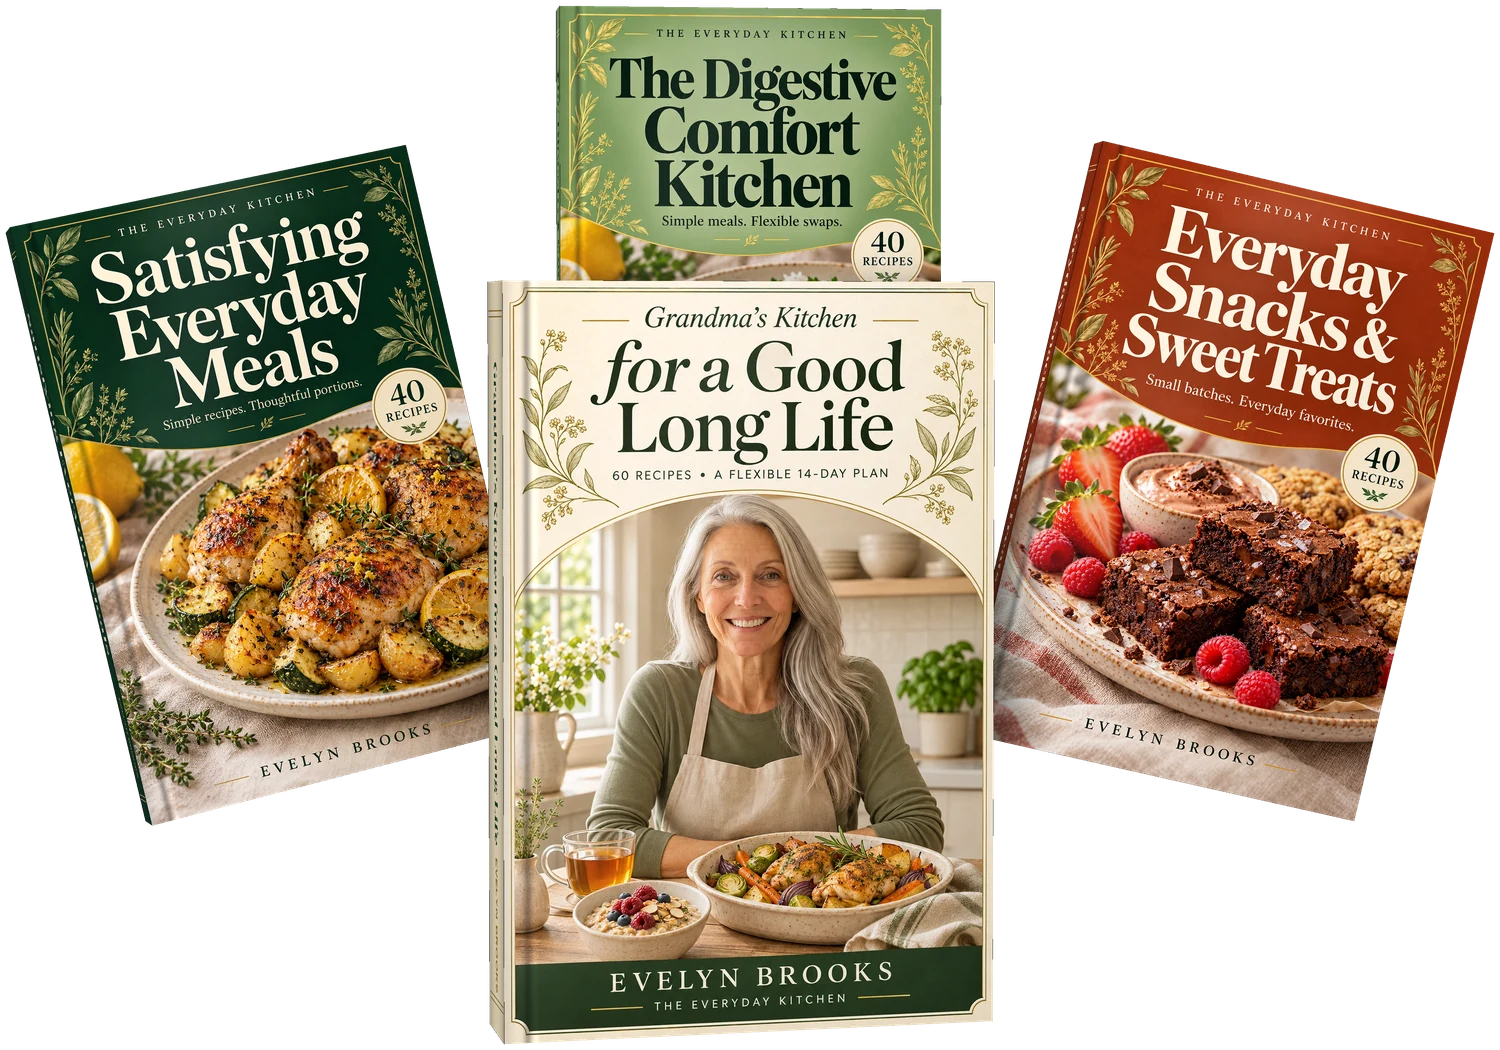 THE EVERYDAY KITCHEN
The Digestive
Comfort
Kitchen
Simple meals. Flexible swaps.
40
RECIPES
THE EVERYDAY KITCHEN
Satisfying
Everyday
Meals
Simple recipes. Thoughtful portions.
40
RECIPES
EVELYN BROOKS
Grandma's Kitchen
for a Good
Long Life
60 RECIPES • A FLEXIBLE 14-DAY PLAN
EVELYN BROOKS
THE EVERYDAY KITCHEN
THE EVERYDAY KITCHEN
Everyday
Snacks &
Sweet Treats
Small batches. Everyday favorites.
40
RECIPES
EVELYN BROOKS